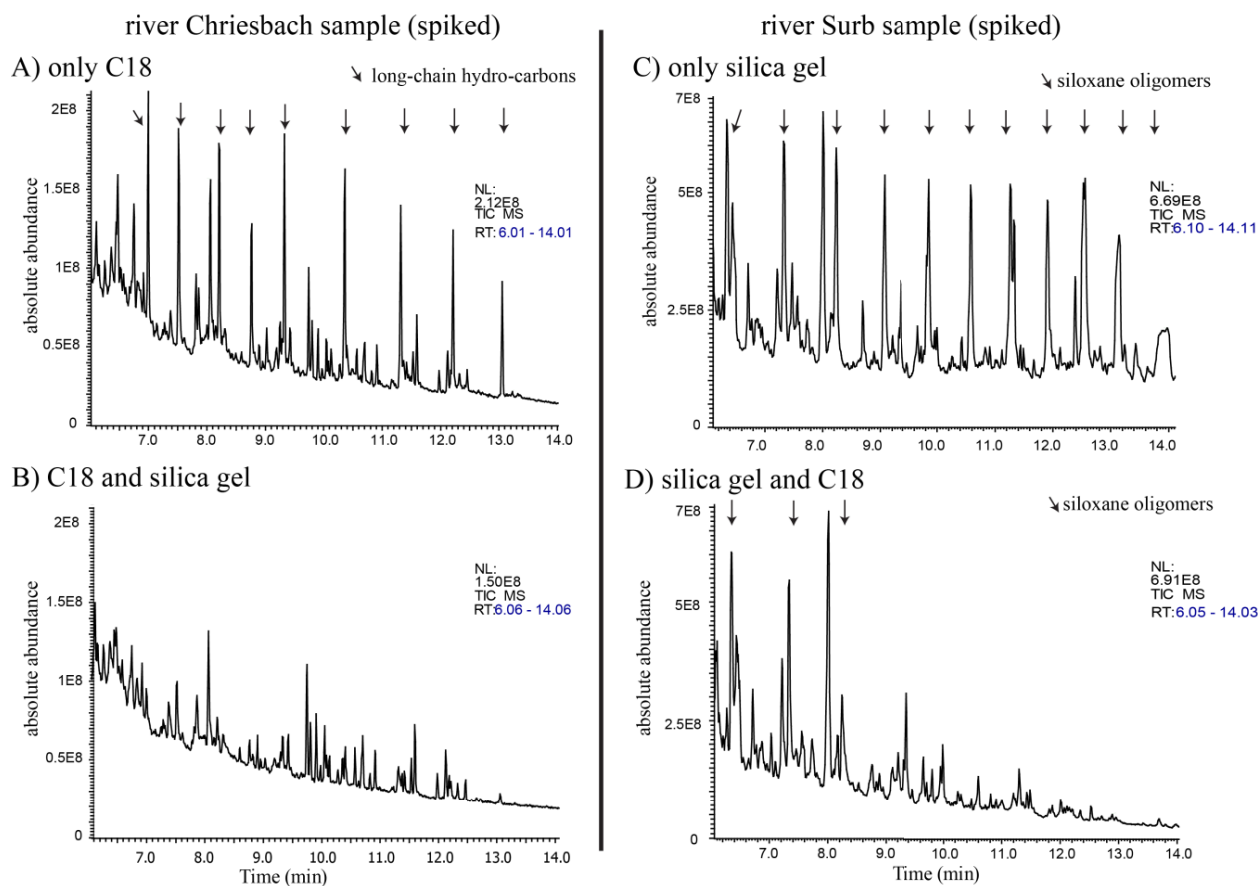 river Chriesbach sample (spiked)
A) only C18
long-chain hydro-carbons
2E8
1.5E8
1E8
0.5E8
0
absolute abundance
NL:
2.12E8
TIC MS
RT:6.01 - 14.01
7.0 8.0 9.0 10.0 11.0 12.0 13.0 14.0
B) C18 and silica gel
2E8
1.5E8
1E8
0.5E8
0
absolute abundance
NL:
1.50E8
TIC MS
RT:6.06 - 14.06
7.0 8.0 9.0 10.0 11.0 12.0 13.0 14.0
Time (min)
river Surb sample (spiked)
C) only silica gel
siloxane oligomers
7E8
5E8
2.5E8
0
absolute abundance
NL:
6.69E8
TIC MS
RT:6.10 - 14.11
7.0 8.0 9.0 10.0 11.0 12.0 13.0 14.0
D) silica gel and C18
siloxane oligomers
7E8
5E8
2.5E8
0
absolute abundance
NL:
6.91E8
TIC MS
RT:6.05 - 14.03
7.0 8.0 9.0 10.0 11.0 12.0 13.0 14.0
Time (min)